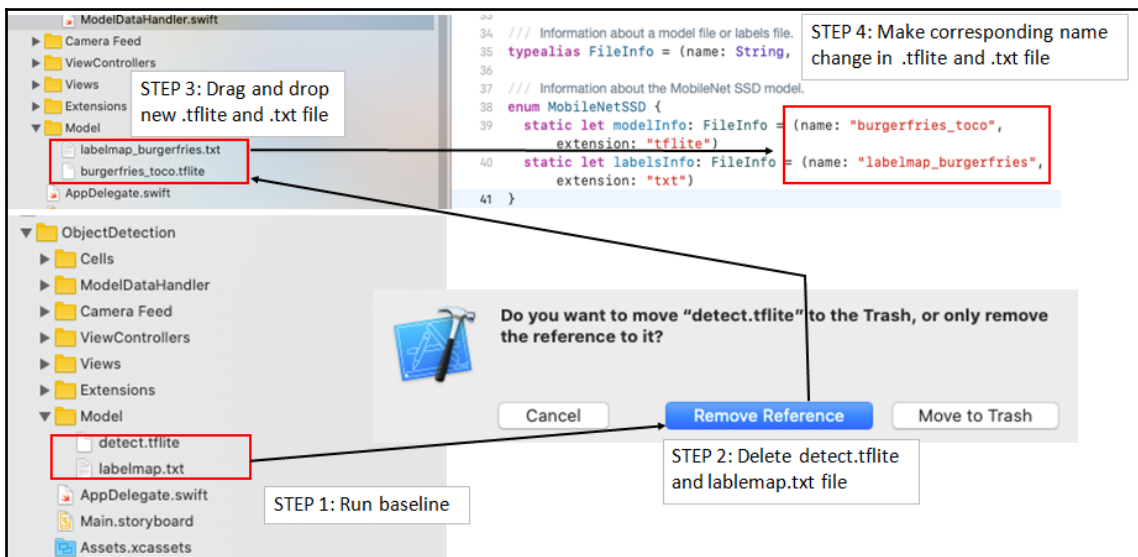 ModelDataHandler.swift
Camera Feed
ViewControllers
Views
Extensions
Model
labelmap_burgerfries.txt
burgerfries_toco.tflite
AppDelegate.swift
STEP 3: Drag and drop
new .tflite and .txt file
33
34 /// Information about a model file or labels file.
35 typealias FileInfo = (name: String,
36
37 /// Information about the MobileNet SSD model.
38 enum MobileNetSSD {
39 static let modelInfo: FileInfo = (name: "burgerfries_toco",
extension: "tflite")
40 static let labelsInfo: FileInfo = (name: "labelmap_burgerfries",
extension: "txt")
41 }
STEP 4: Make corresponding name
change in .tflite and .txt file
ObjectDetection
Cells
ModelDataHandler
Camera Feed
ViewControllers
Views
Extensions
Model
detect.tflite
labelmap.txt
AppDelegate.swift
Main.storyboard
Assets.xcassets
STEP 1: Run baseline
Do you want to move “detect.tflite” to the Trash, or only remove
the reference to it?
Cancel
Remove Reference
Move to Trash
STEP 2: Delete detect.tflite
and lablemap.txt file